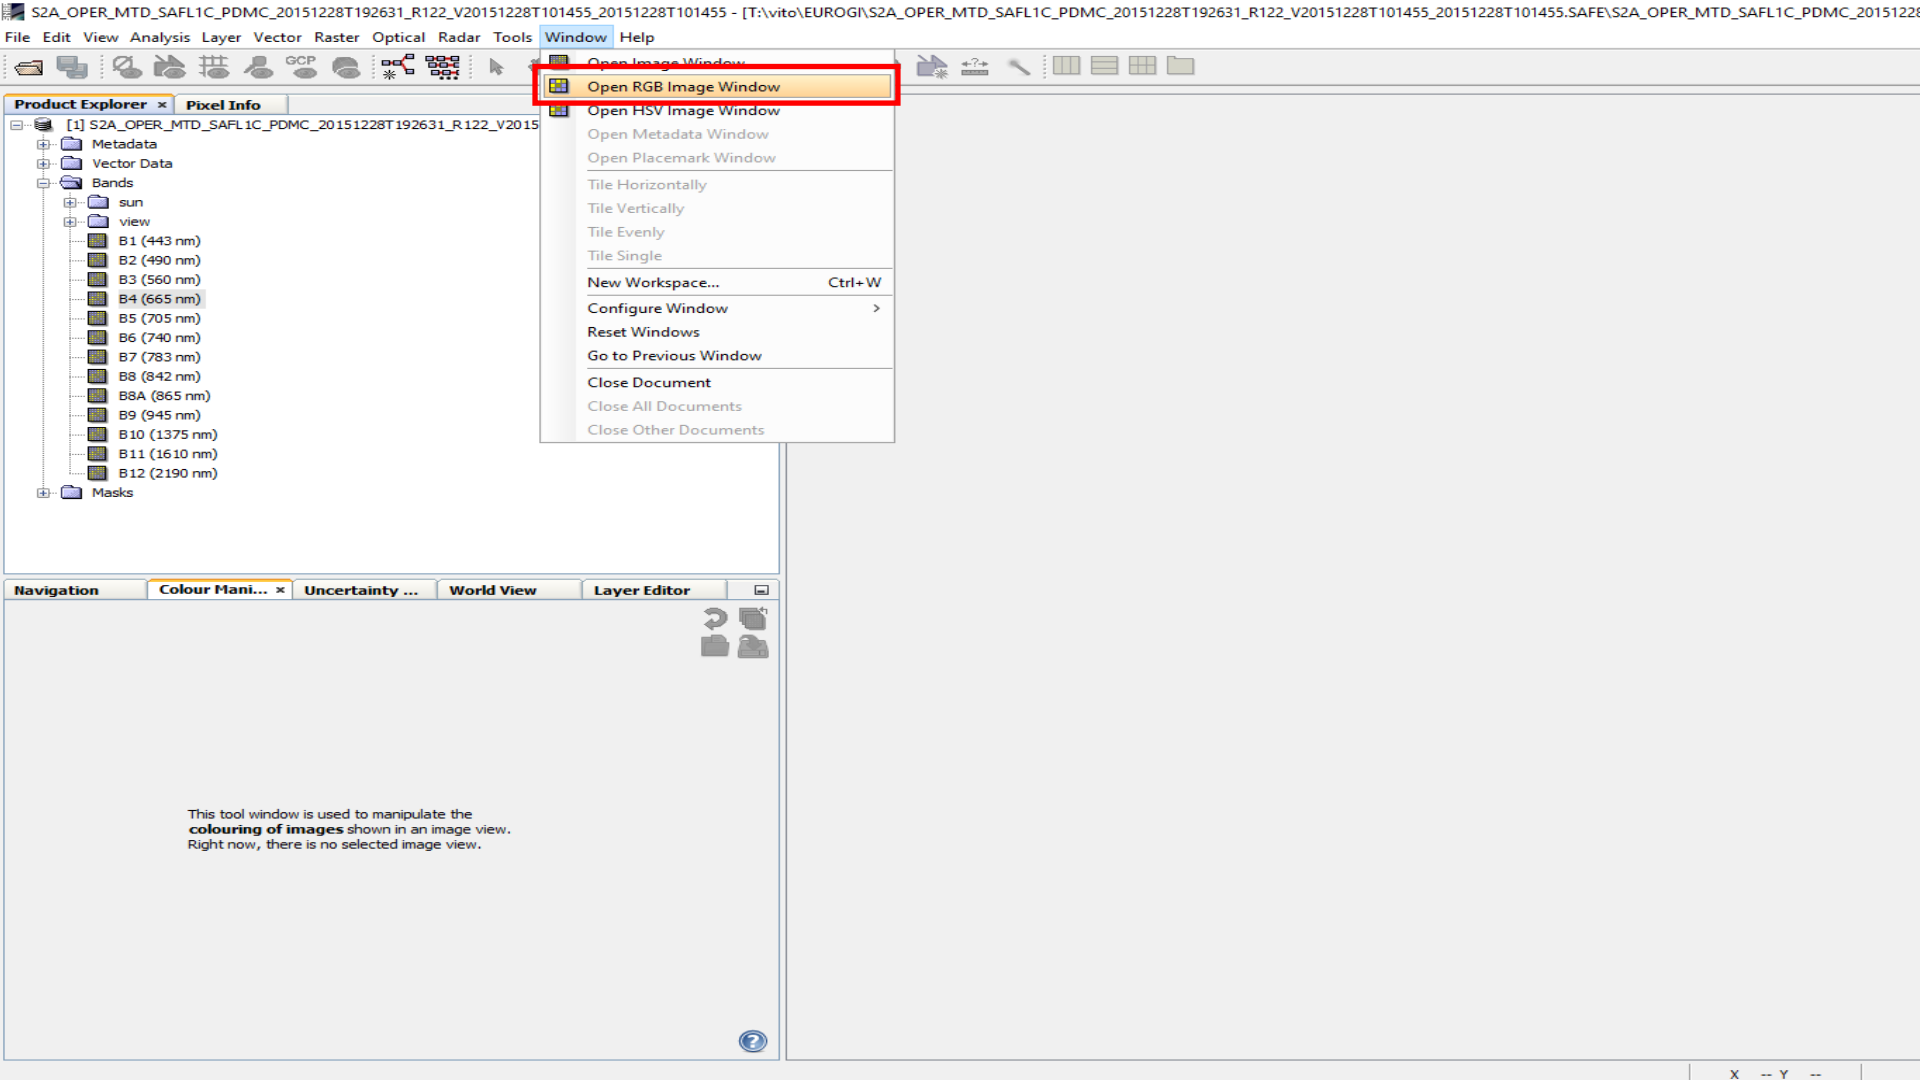 S2A_OPER_MTD_SAFL1C_PDMC_20151228T192631_R122_V20151228T101455_20151228T101455 - [T:\vito\EUROGI\S2A_OPER_MTD_SAFL1C_PDMC_20151228T192631_R122_V20151228T101455_20151228T101455.SAFE\S2A_OPER_MTD_SAFL1C_PDMC_20151228
File Edit View Analysis Layer Vector Raster Optical Radar Tools Window Help
GCP
Open Image Window
Open RGB Image Window
Open HSV Image Window
Open Metadata Window
Open Placemark Window
Tile Horizontally
Tile Vertically
Tile Evenly
Tile Single
New Workspace... Ctrl+W
Configure Window >
Reset Windows
Go to Previous Window
Close Document
Close All Documents
Close Other Documents
Product Explorer × Pixel Info
[1] S2A_OPER_MTD_SAFL1C_PDMC_20151228T192631_R122_V2015
Metadata
Vector Data
Bands
sun
view
B1 (443 nm)
B2 (490 nm)
B3 (560 nm)
B4 (665 nm)
B5 (705 nm)
B6 (740 nm)
B7 (783 nm)
B8 (842 nm)
B8A (865 nm)
B9 (945 nm)
B10 (1375 nm)
B11 (1610 nm)
B12 (2190 nm)
Masks
Navigation Colour Mani... × Uncertainty ... World View Layer Editor
This tool window is used to manipulate the
colouring of images shown in an image view.
Right now, there is no selected image view.
?
X -- Y --